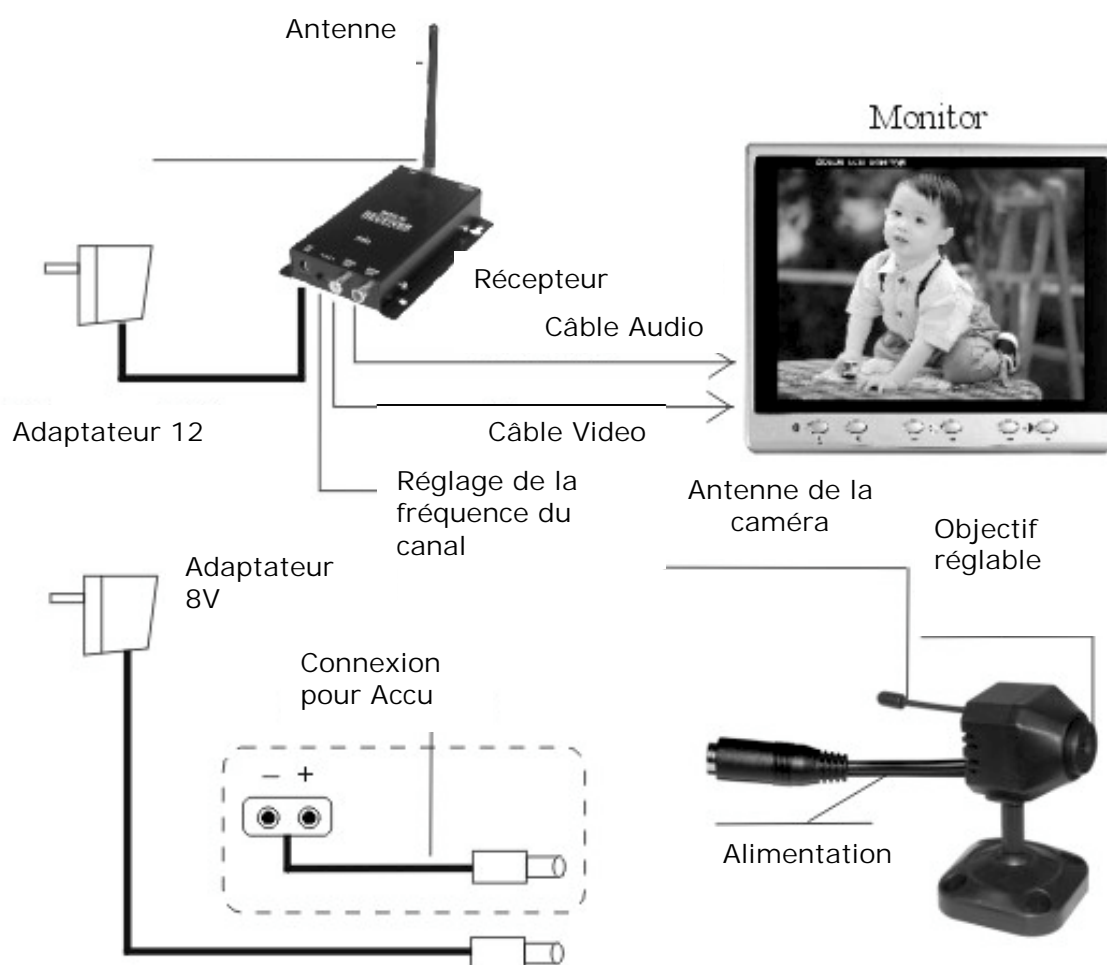 Antenne
Monitor
RECEIVER
Récepteur
Câble Audio
Adaptateur 12
Câble Video
Réglage de la
fréquence du
canal
Antenne de la
caméra
Objectif
réglable
Adaptateur
8V
Connexion
pour Accu
– +
Alimentation